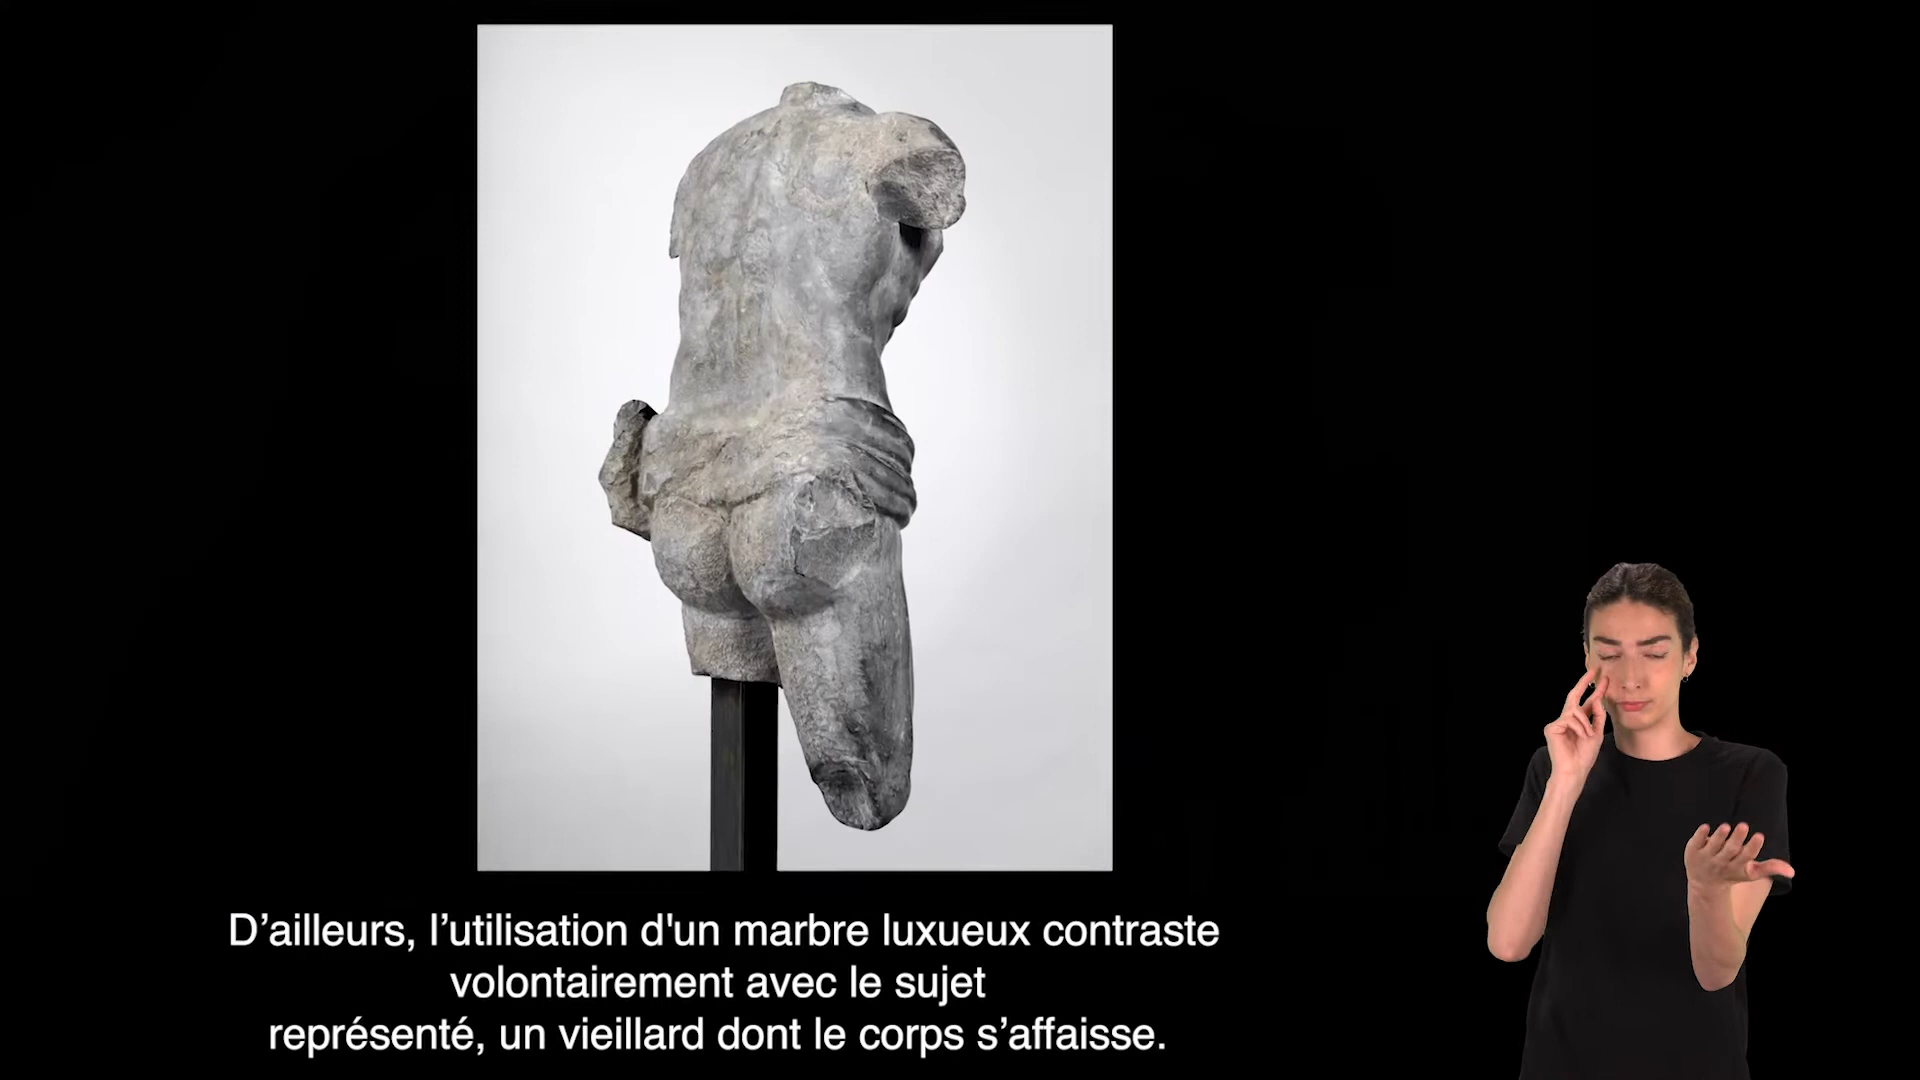 D’ailleurs, l’utilisation d'un marbre luxueux contraste
volontairement avec le sujet
représenté, un vieillard dont le corps s’affaisse.